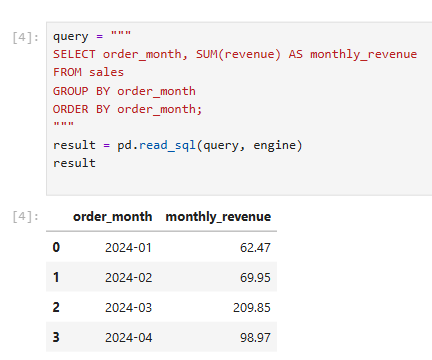 [4]: query = """
SELECT order_month, SUM(revenue) AS monthly_revenue
FROM sales
GROUP BY order_month
ORDER BY order_month;
"""
result = pd.read_sql(query, engine)
result
[4]: order_month monthly_revenue
0 2024-01 62.47
1 2024-02 69.95
2 2024-03 209.85
3 2024-04 98.97